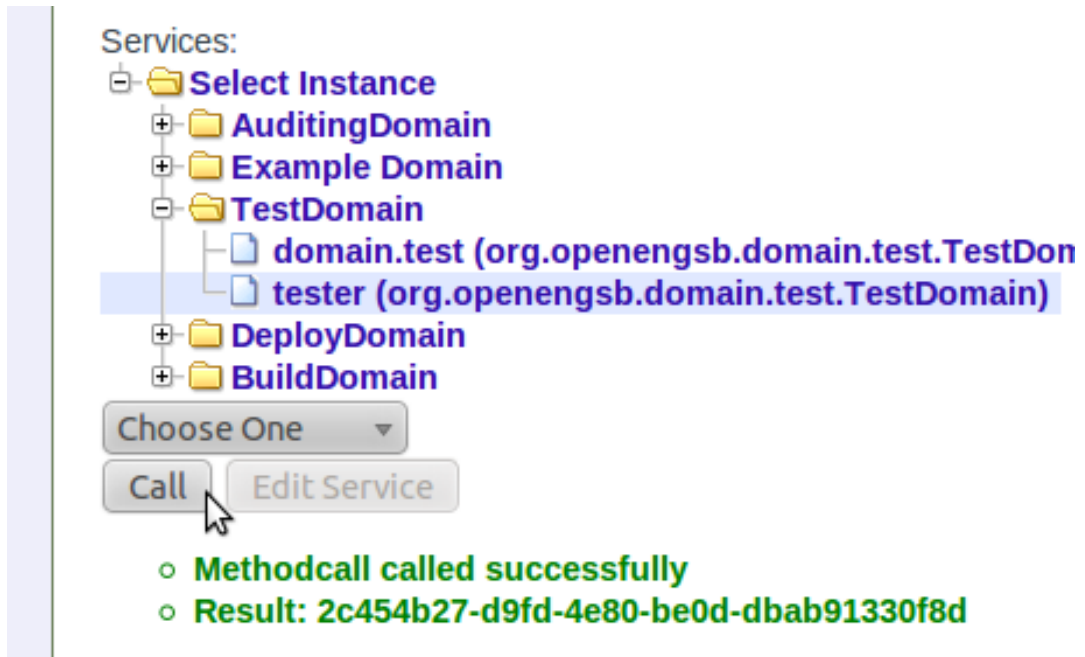 Services:
Select Instance
AuditingDomain
Example Domain
TestDomain
domain.test (org.openengsb.domain.test.TestDom
tester (org.openengsb.domain.test.TestDomain)
DeployDomain
BuildDomain
Choose One
Call Edit Service
Methodcall called successfully
Result: 2c454b27-d9fd-4e80-be0d-dbab91330f8d